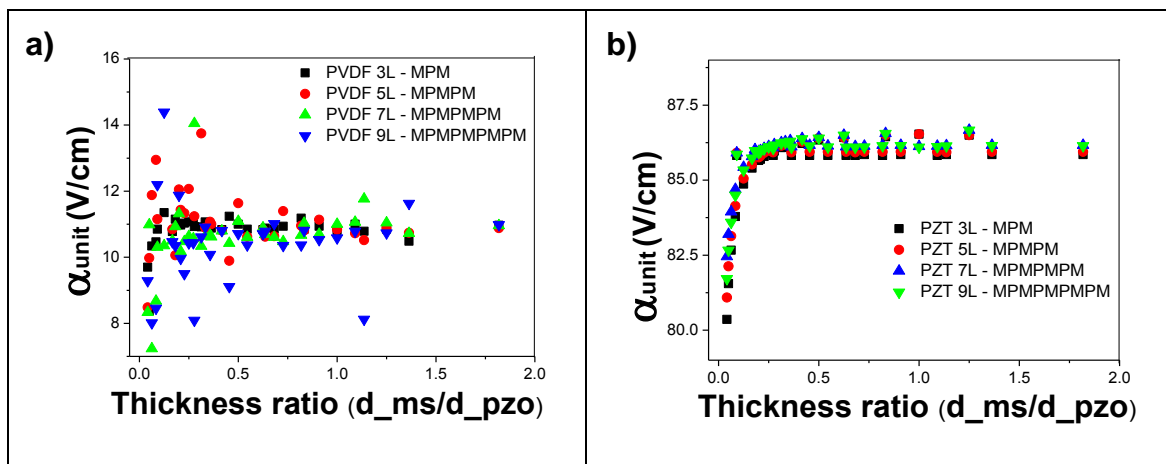 a)
16
14
12
10
8
αunit (V/cm)
PVDF 3L - MPM
PVDF 5L - MPMPM
PVDF 7L - MPMPMPM
PVDF 9L - MPMPMPMPM
0.0 0.5 1.0 1.5 2.0
Thickness ratio (d_ms/d_pzo)
b)
87.5
85.0
82.5
80.0
αunit (V/cm)
PZT 3L - MPM
PZT 5L - MPMPM
PZT 7L - MPMPMPM
PZT 9L - MPMPMPMPM
0.0 0.5 1.0 1.5 2.0
Thickness ratio (d_ms/d_pzo)